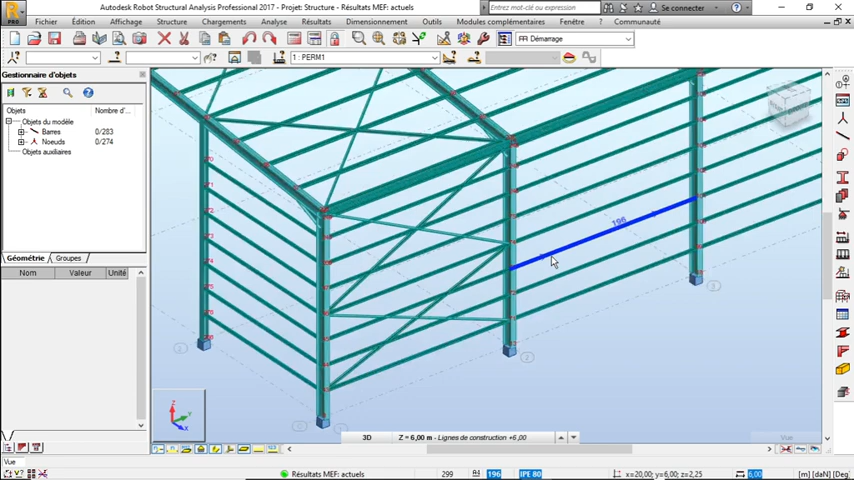 Autodesk Robot Structural Analysis Professional 2017 - Projet: Structure - Résultats MEF: actuels
Entrez mot-clé ou expression
Se connecter
PRO
Fichier Édition Affichage Structure Chargements Analyse Résultats Dimensionnement Outils Modules complémentaires Fenêtre ? Communauté
Démarrage
1 : PERM1
Gestionnaire d'objets
Objets Nombre d'...
Objets du modèle
Barres 0/283
Noeuds 0/274
Objets auxiliaires
Géométrie Groupes
Nom Valeur Unité
196
2
Z
Y
X
3D Z = 6,00 m - Lignes de construction +6,00
Vue
Vue
Résultats MEF: actuels 299 196 IPE 80 x=20,00; y=6,00; z=2,25 6,00 [m] [daN] [Deg]